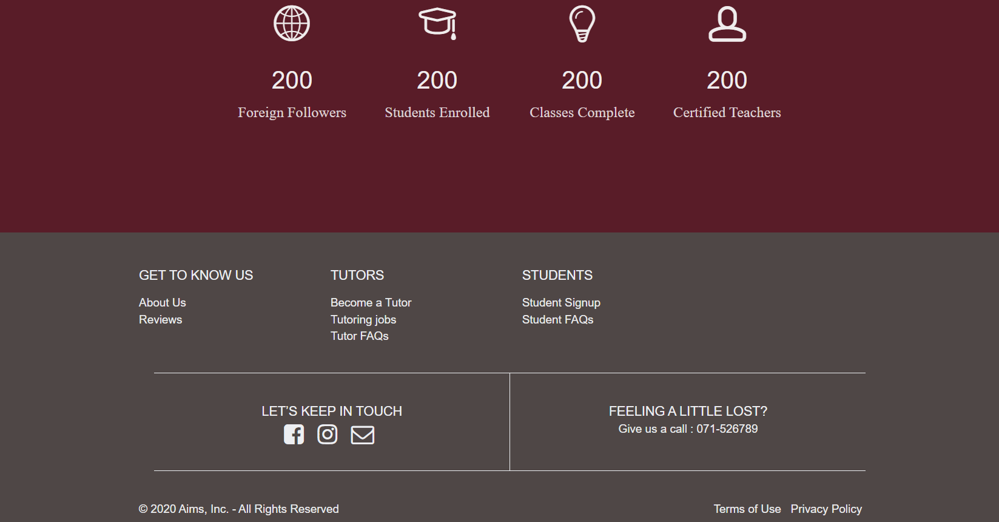 200 200 200 200
Foreign Followers Students Enrolled Classes Complete Certified Teachers
GET TO KNOW US
About Us
Reviews
TUTORS
Become a Tutor
Tutoring jobs
Tutor FAQs
STUDENTS
Student Signup
Student FAQs
LET’S KEEP IN TOUCH
FEELING A LITTLE LOST?
Give us a call : 071-526789
© 2020 Aims, Inc. - All Rights Reserved
Terms of Use Privacy Policy